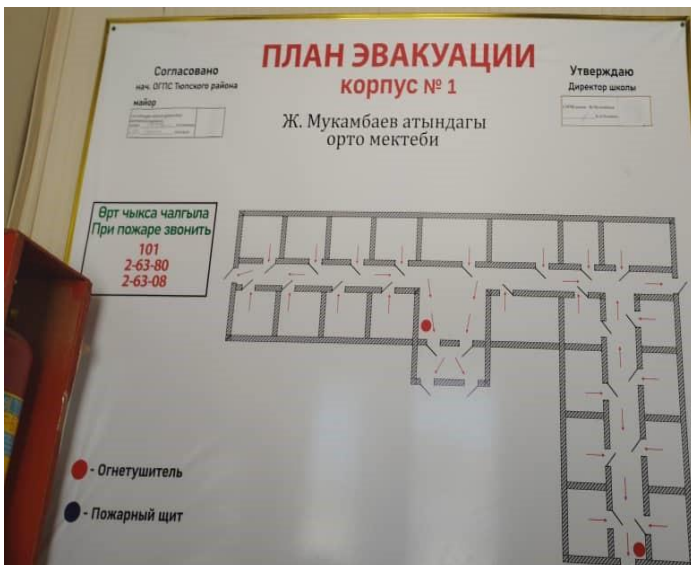 Согласовано
нач. ОГПС Тюпского района
майор
ПЛАН ЭВАКУАЦИИ
корпус № 1
Ж. Мукамбаев атындагы
орто мектеби
Утверждаю
Директор школы
Өрт чыкса чалгыла
При пожаре звонить
101
2-63-80
2-63-08
- Огнетушитель
- Пожарный щит